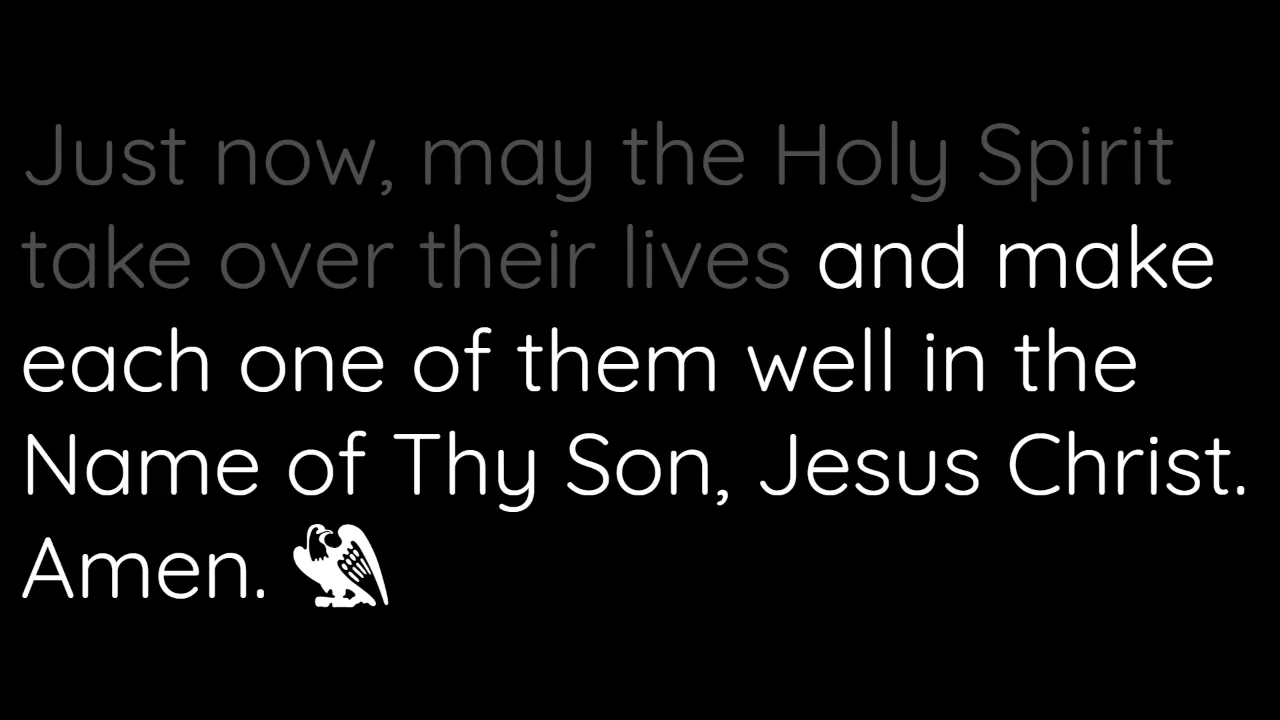 Just now, may the Holy Spirit
take over their lives and make
each one of them well in the
Name of Thy Son, Jesus Christ.
Amen.